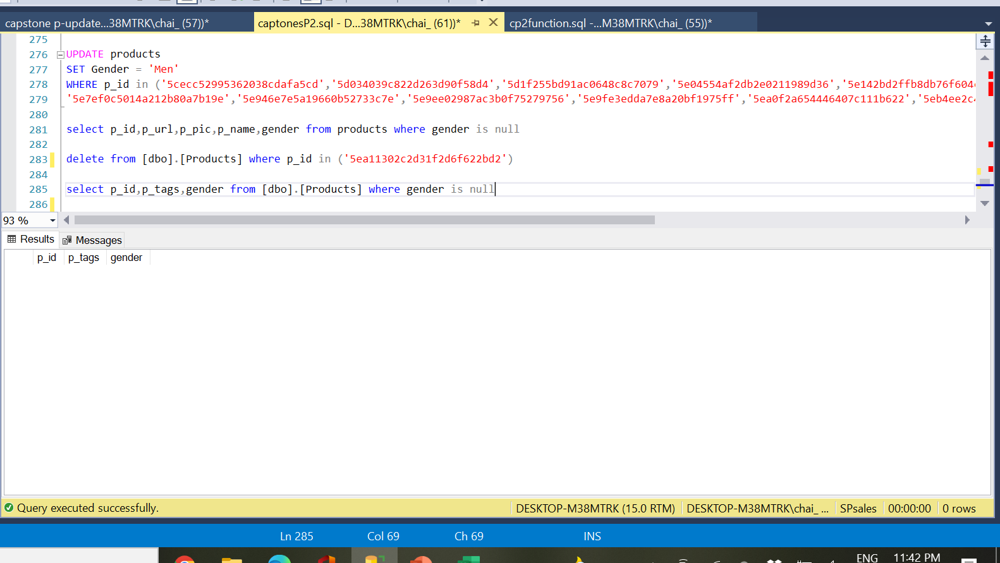 capstone p-update...38MTRK\chai_ (57))*
captonesP2.sql - D...38MTRK\chai_ (61))*
cp2function.sql -...M38MTRK\chai_ (55))*
275
276 UPDATE products
277 SET Gender = 'Men'
278 WHERE p_id in ('5cecc52995362038cdafa5cd','5d034039c822d263d90f58d4','5d1f255bd91ac0648c8c7079','5e04554af2db2e0211989d36','5e142bd2ffb8db76f604
279 '5e7ef0c5014a212b80a7b19e','5e946e7e5a19660b52733c7e','5e9ee02987ac3b0f75279756','5e9fe3edda7e8a20bf1975ff','5ea0f2a654446407c111b622','5eb4ee2c4
280
281 select p_id,p_url,p_pic,p_name,gender from products where gender is null
282
283 delete from [dbo].[Products] where p_id in ('5ea11302c2d31f2d6f622bd2')
284
285 select p_id,p_tags,gender from [dbo].[Products] where gender is null
286
93 %
Results Messages
p_id p_tags gender
Query executed successfully. DESKTOP-M38MTRK (15.0 RTM) DESKTOP-M38MTRK\chai_ ... SPsales 00:00:00 0 rows
Ln 285 Col 69 Ch 69 INS
ENG 11:42 PM